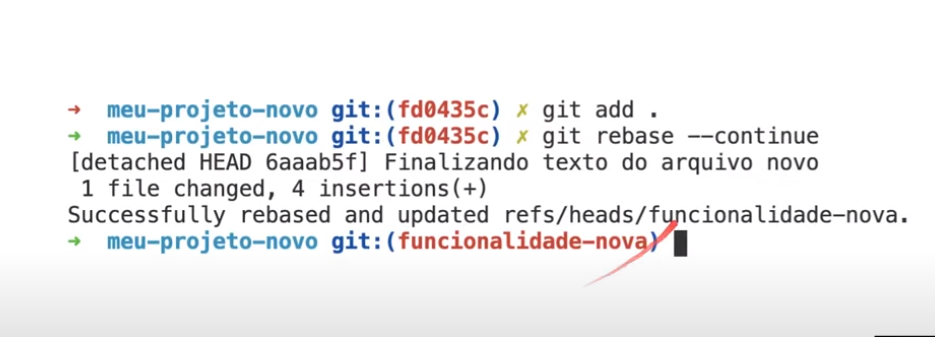 ➜  meu-projeto-novo git:(fd0435c) ✗ git add .
➜  meu-projeto-novo git:(fd0435c) ✗ git rebase --continue
[detached HEAD 6aaab5f] Finalizando texto do arquivo novo
 1 file changed, 4 insertions(+)
Successfully rebased and updated refs/heads/funcionalidade-nova.
➜  meu-projeto-novo git:(funcionalidade-nova)